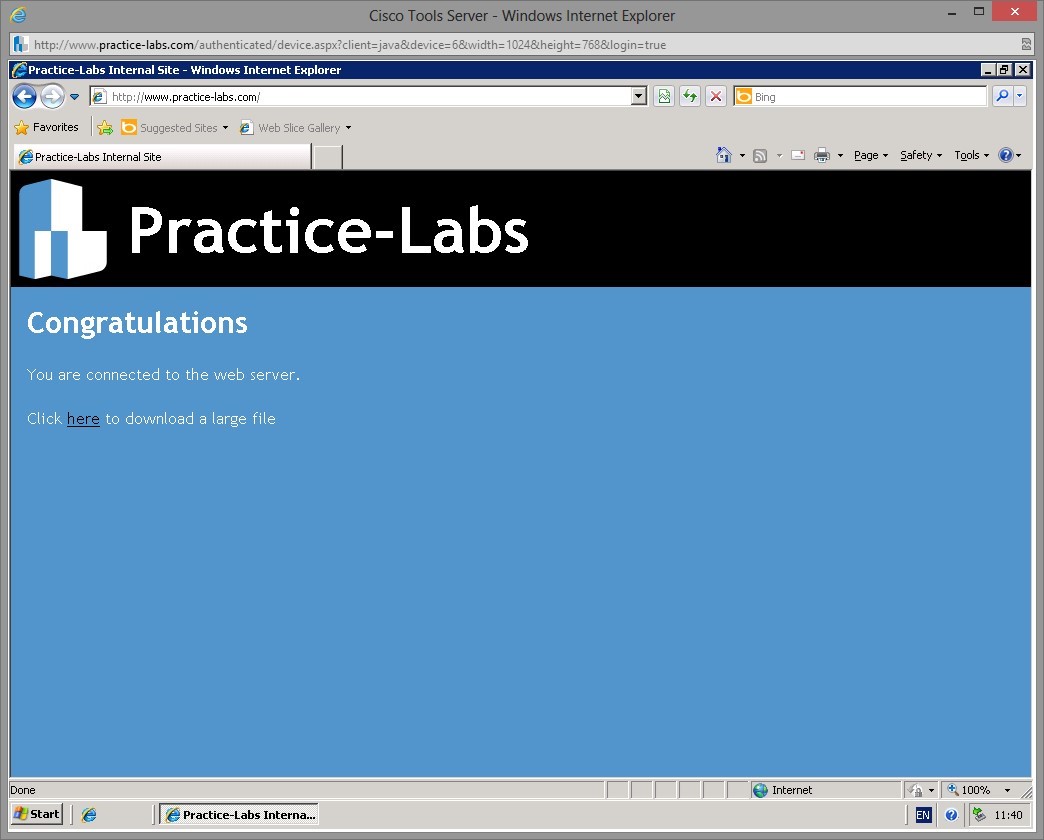 Cisco Tools Server - Windows Internet Explorer
http://www.practice-labs.com/authenticated/device.aspx?client=java&device=6&width=1024&height=768&login=true
Practice-Labs Internal Site - Windows Internet Explorer
http://www.practice-labs.com/
Bing
Favorites
Suggested Sites
Web Slice Gallery
Practice-Labs Internal Site
Page
Safety
Tools
Practice-Labs
Congratulations
You are connected to the web server.
Click here to download a large file
Done
Internet
100%
Start
Practice-Labs Interna...
EN
11:40